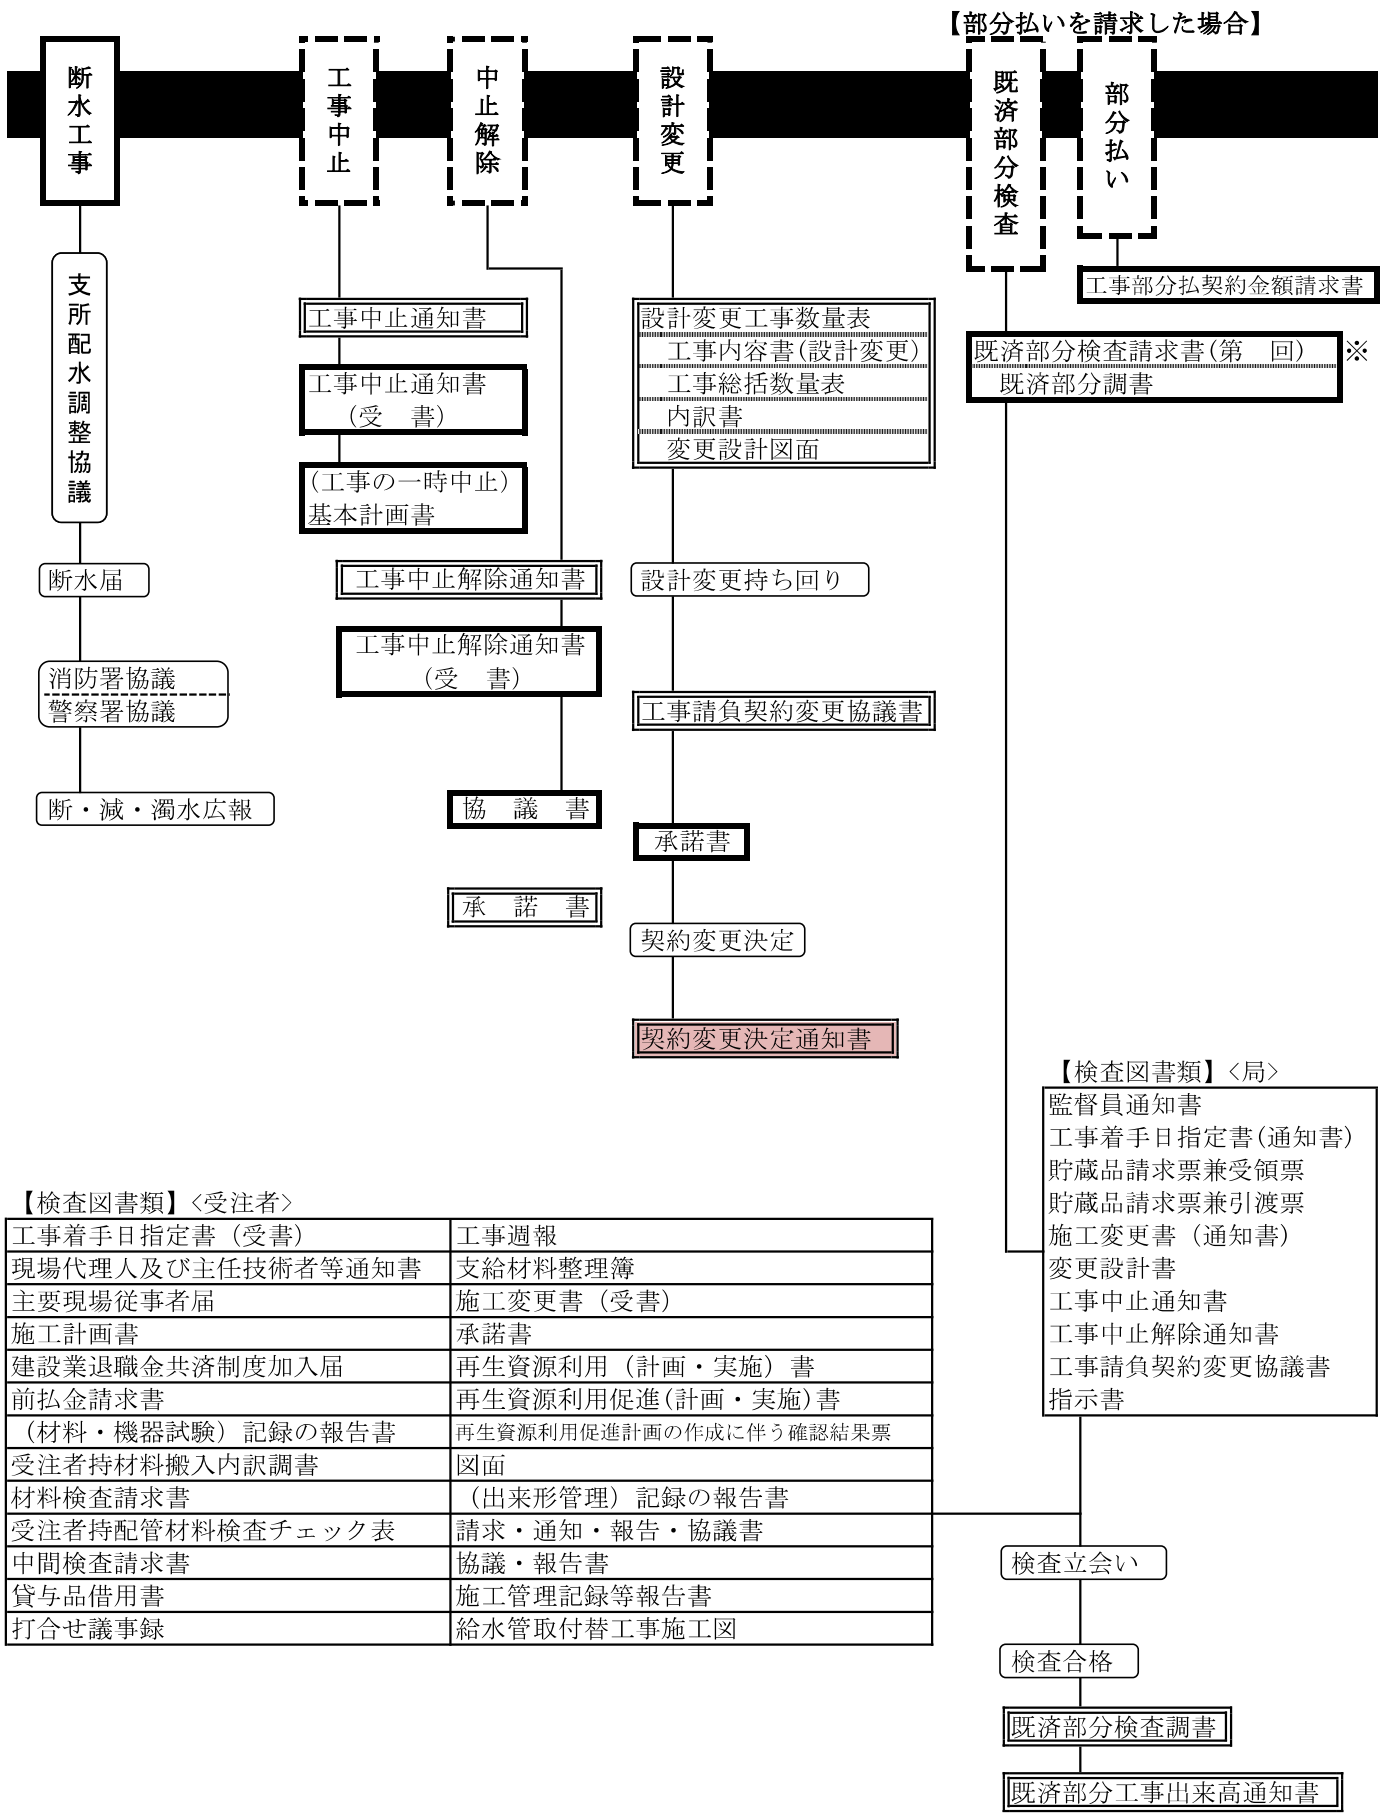 【部分払いを請求した場合】
断水工事
工事中止
中止解除
設計変更
既済部分検査
部分払い
支所配水調整協議
断水届
消防署協議
警察署協議
断・減・濁水広報
工事中止通知書
工事中止通知書
（受　書）
（工事の一時中止）
基本計画書
工事中止解除通知書
工事中止解除通知書
（受　書）
協　議　書
承　諾　書
設計変更工事数量表
工事内容書（設計変更）
工事総括数量表
内訳書
変更設計図面
設計変更持ち回り
工事請負契約変更協議書
承諾書
契約変更決定
契約変更決定通知書
工事部分払契約金額請求書
既済部分検査請求書（第　回）※
既済部分調書
【検査図書類】<局>
監督員通知書
工事着手日指定書（通知書）
貯蔵品請求票兼受領票
貯蔵品請求票兼引渡票
施工変更書（通知書）
変更設計書
工事中止通知書
工事中止解除通知書
工事請負契約変更協議書
指示書
【検査図書類】<受注者>
工事着手日指定書（受書）
工事週報
現場代理人及び主任技術者等通知書
支給材料整理簿
主要現場従事者届
施工変更書（受書）
施工計画書
承諾書
建設業退職金共済制度加入届
再生資源利用（計画・実施）書
前払金請求書
再生資源利用促進(計画・実施)書
（材料・機器試験）記録の報告書
再生資源利用促進計画の作成に伴う確認結果票
受注者持材料搬入内訳調書
図面
材料検査請求書
（出来形管理）記録の報告書
受注者持配管材料検査チェック表
請求・通知・報告・協議書
中間検査請求書
協議・報告書
貸与品借用書
施工管理記録等報告書
打合せ議事録
給水管取付替工事施工図
検査立会い
検査合格
既済部分検査調書
既済部分工事出来高通知書